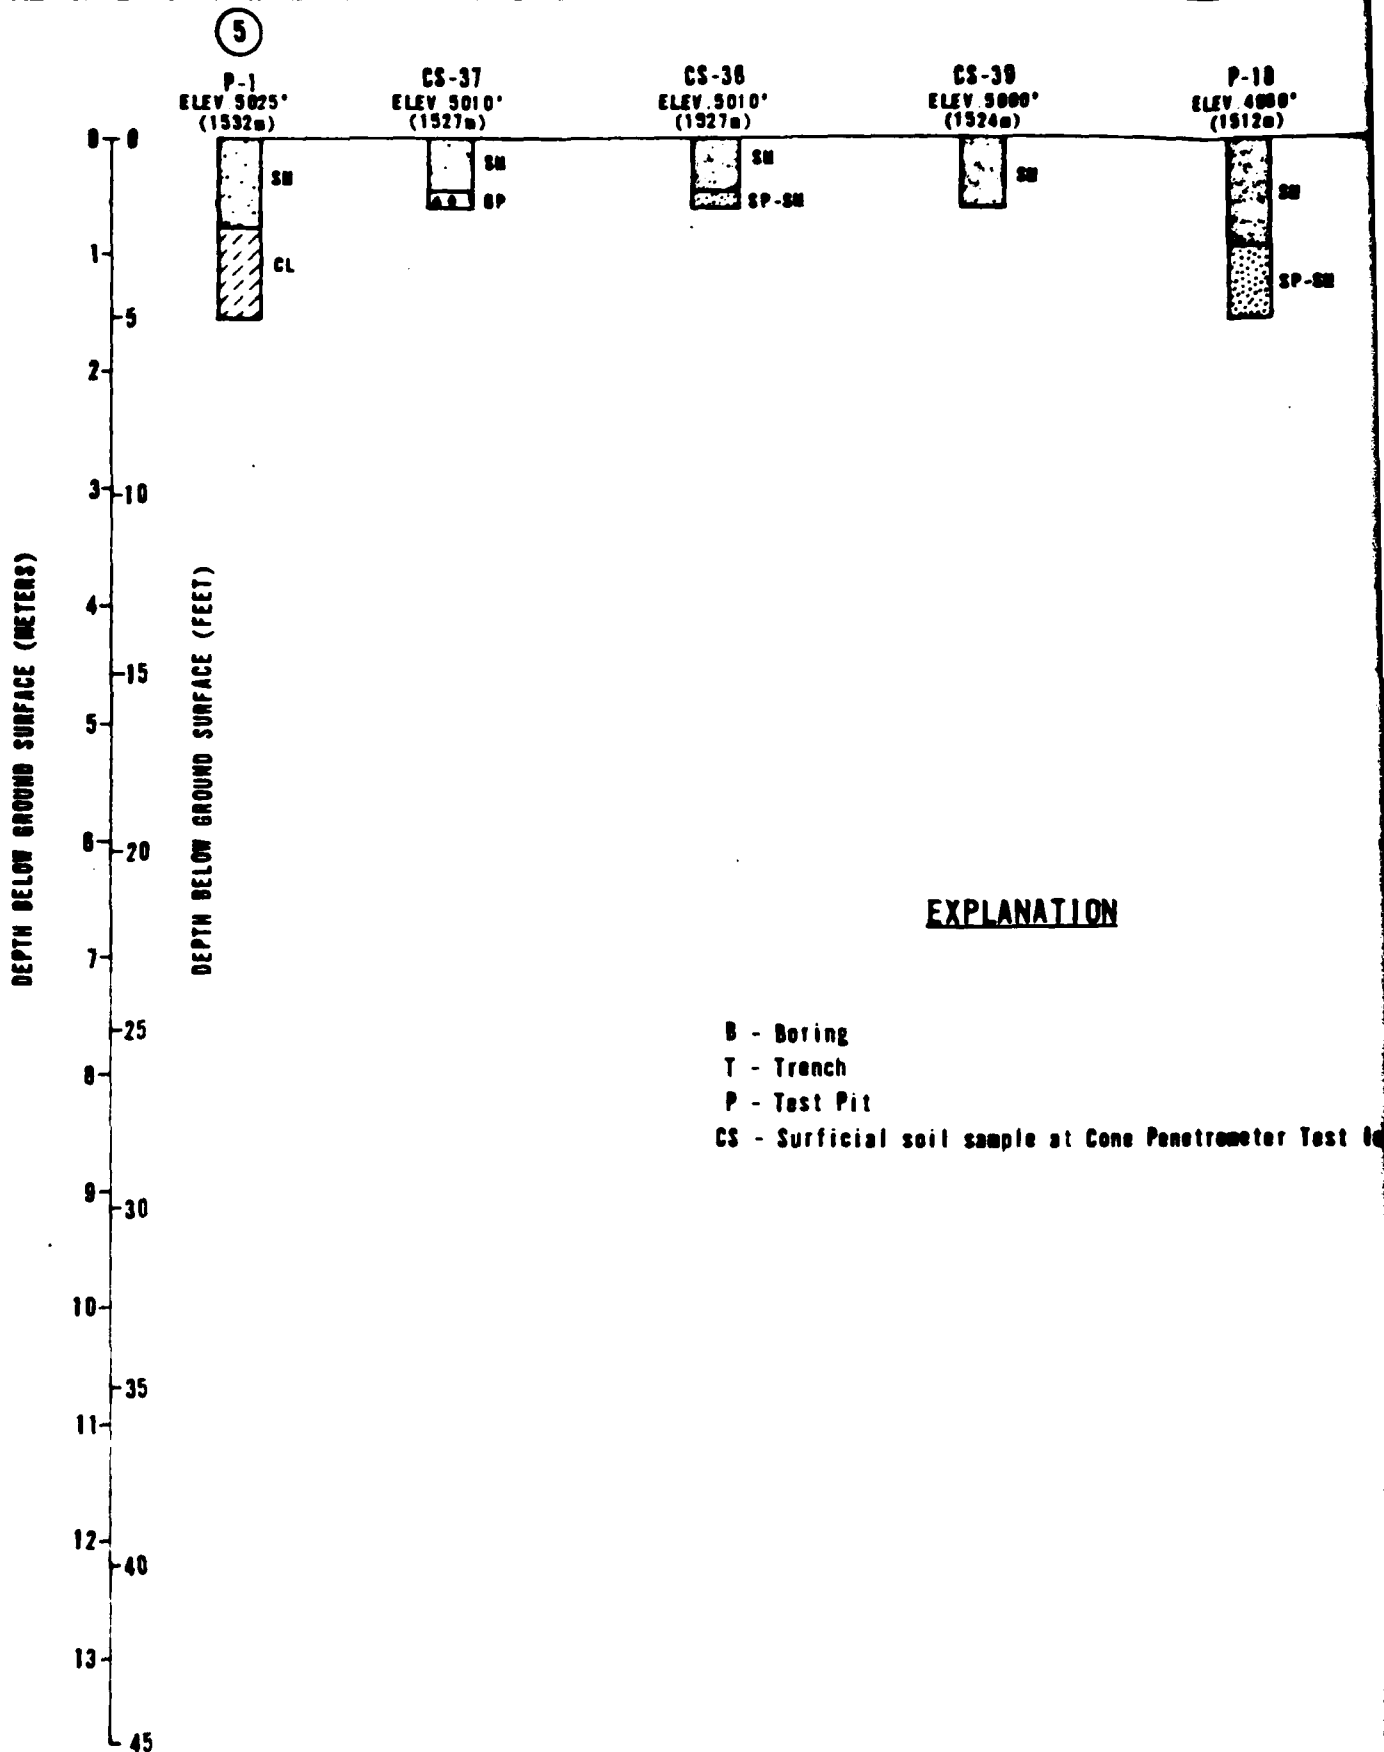 5
P-1
ELEV. 5025'
(1532m)
CS-37
ELEV. 5010'
(1527m)
CS-38
ELEV. 5010'
(1527m)
CS-39
ELEV. 5000'
(1524m)
P-18
ELEV.
(1512m)
0
0
SM
CL
SM
GP
SM
SP-SM
SM
SM
SP-SM
1
5
2
3
10
4
15
5
6
20
7
25
8
9
30
10
35
11
12
40
13
45
DEPTH BELOW GROUND SURFACE (METERS)
DEPTH BELOW GROUND SURFACE (FEET)
EXPLANATION
B - Boring
T - Trench
P - Test Pit
CS - Surficial soil sample at Cone Penetrometer Test